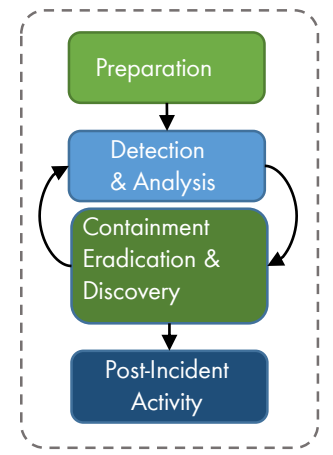 Preparation
Detection
& Analysis
Containment
Eradication &
Discovery
Post-Incident
Activity